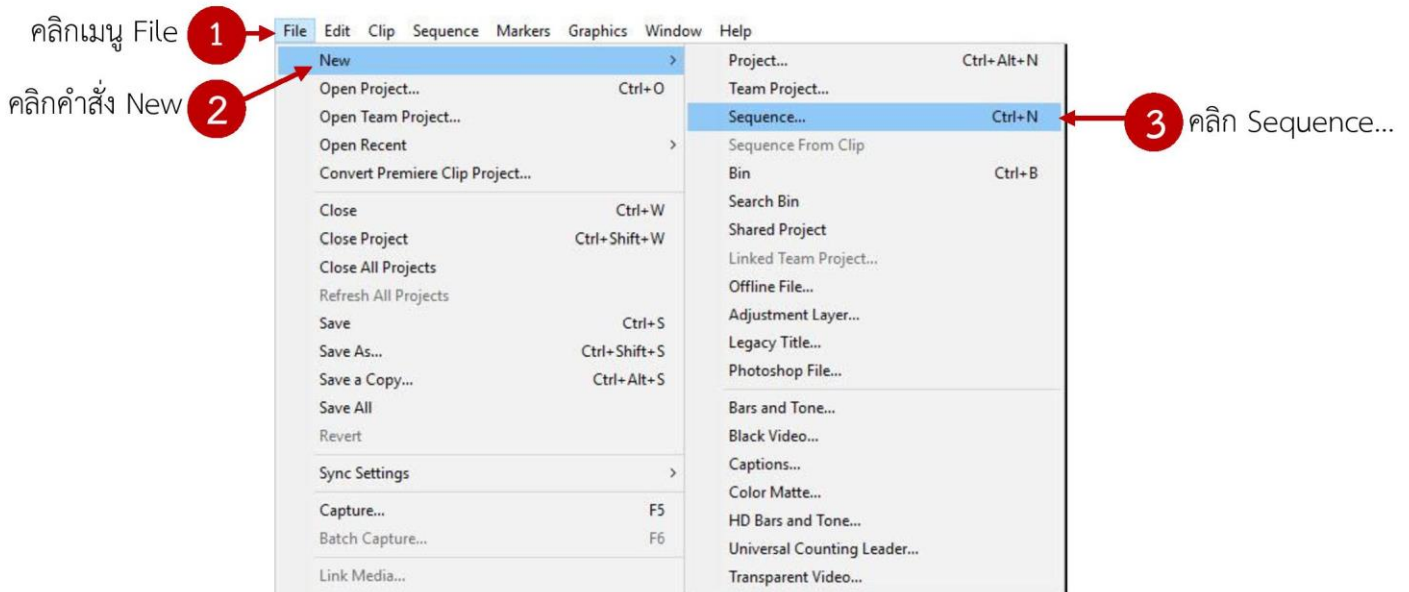 คลิกเมนู File 1
File Edit Clip Sequence Markers Graphics Window Help
คลิกคำสั่ง New 2
New >
Open Project... Ctrl+O
Open Team Project...
Open Recent >
Convert Premiere Clip Project...
Close Ctrl+W
Close Project Ctrl+Shift+W
Close All Projects
Refresh All Projects
Save Ctrl+S
Save As... Ctrl+Shift+S
Save a Copy... Ctrl+Alt+S
Save All
Revert
Sync Settings >
Capture... F5
Batch Capture... F6
Link Media...
Project... Ctrl+Alt+N
Team Project...
Sequence... Ctrl+N
3 คลิก Sequence...
Sequence From Clip
Bin Ctrl+B
Search Bin
Shared Project
Linked Team Project...
Offline File...
Adjustment Layer...
Legacy Title...
Photoshop File...
Bars and Tone...
Black Video...
Captions...
Color Matte...
HD Bars and Tone...
Universal Counting Leader...
Transparent Video...